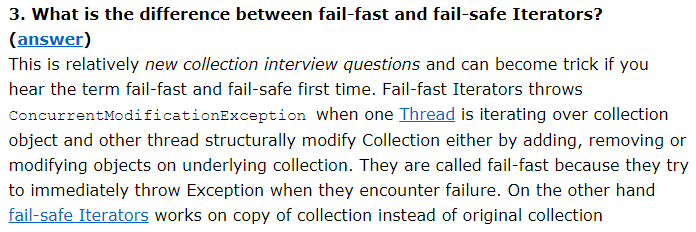 3. What is the difference between fail-fast and fail-safe Iterators?
(answer)
This is relatively new collection interview questions and can become trick if you
hear the term fail-fast and fail-safe first time. Fail-fast Iterators throws
ConcurrentModificationException when one Thread is iterating over collection
object and other thread structurally modify Collection either by adding, removing or
modifying objects on underlying collection. They are called fail-fast because they try
to immediately throw Exception when they encounter failure. On the other hand
fail-safe Iterators works on copy of collection instead of original collection